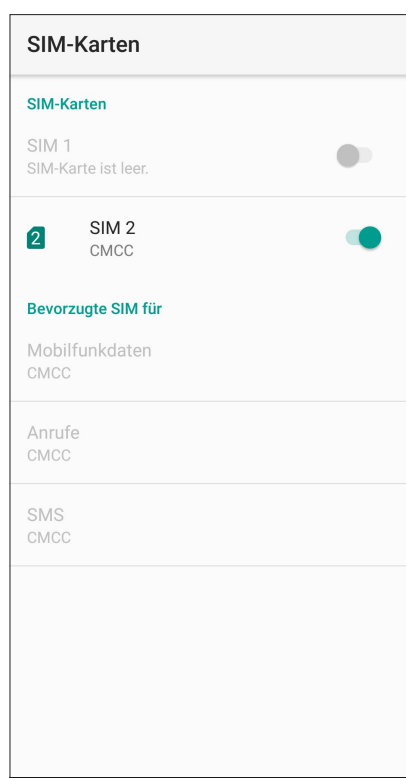 SIM-Karten
SIM-Karten
SIM 1
SIM-Karte ist leer.
2
SIM 2
CMCC
Bevorzugte SIM für
Mobilfunkdaten
CMCC
Anrufe
CMCC
SMS
CMCC